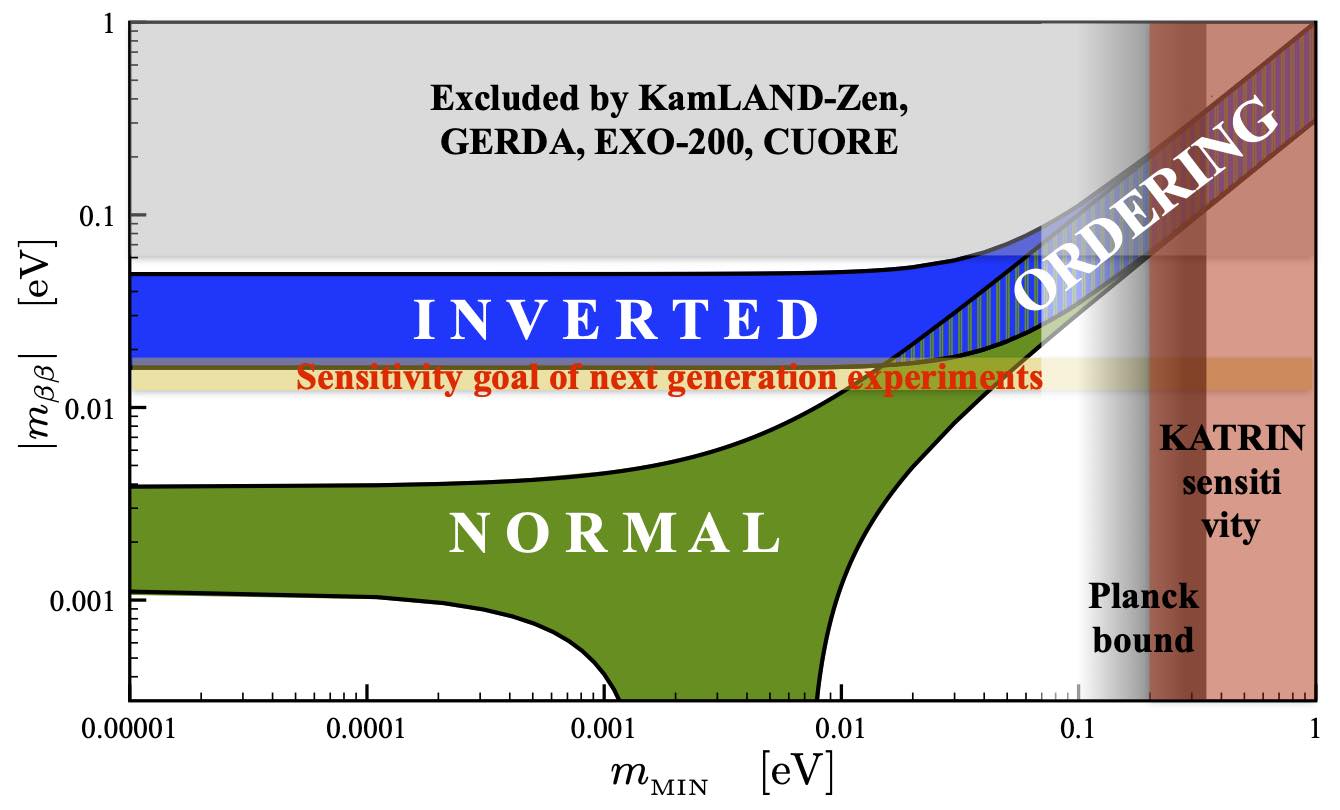 1
Excluded by KamLAND-Zen,
GERDA, EXO-200, CUORE
0.1
ORDERING
|mββ| [eV]
INVERTED
Sensitivity goal of next generation experiments
0.01
KATRIN
sensiti
vity
NORMAL
0.001
Planck
bound
0.00001 0.0001 0.001 0.01 0.1 1
mMIN [eV]